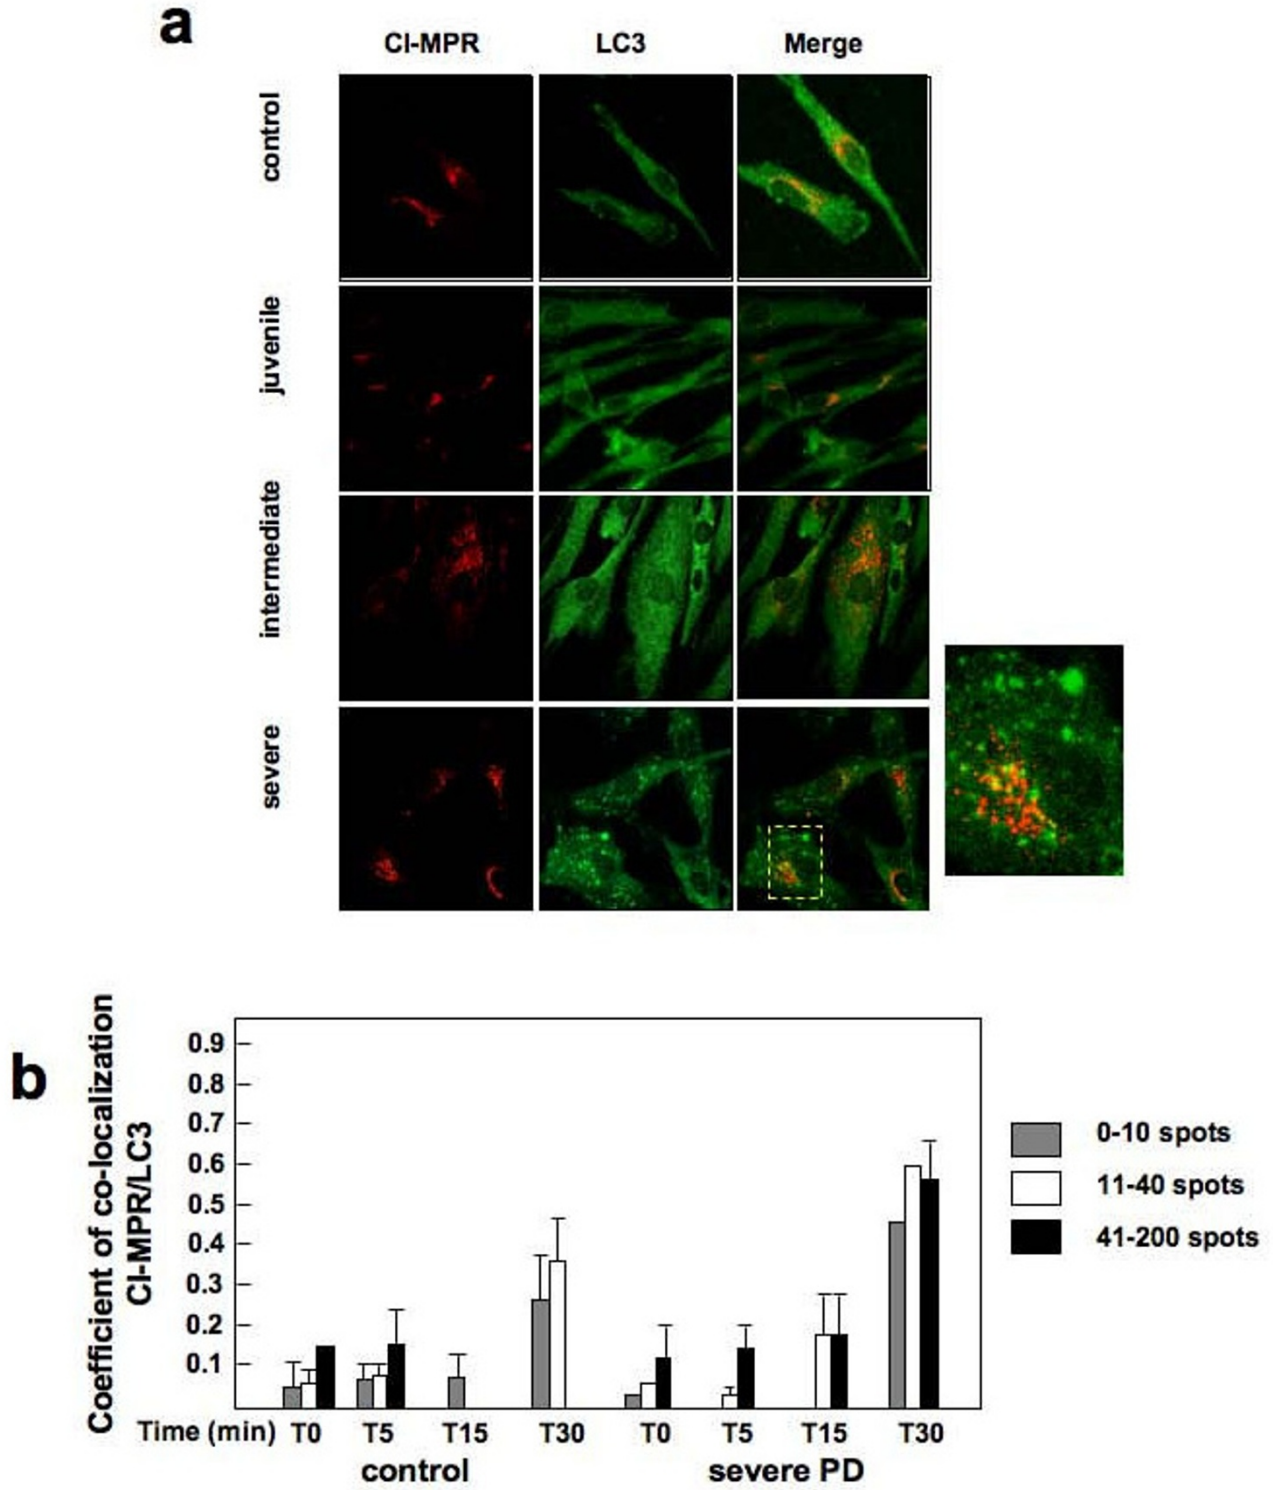 a
CI-MPR LC3 Merge
control
juvenile
intermediate
severe
b
Coefficient of co-localization
CI-MPR/LC3
0.9
0.8
0.7
0.6
0.5
0.4
0.3
0.2
0.1
0-10 spots
11-40 spots
41-200 spots
Time (min) T0 T5 T15 T30 T0 T5 T15 T30
control severe PD